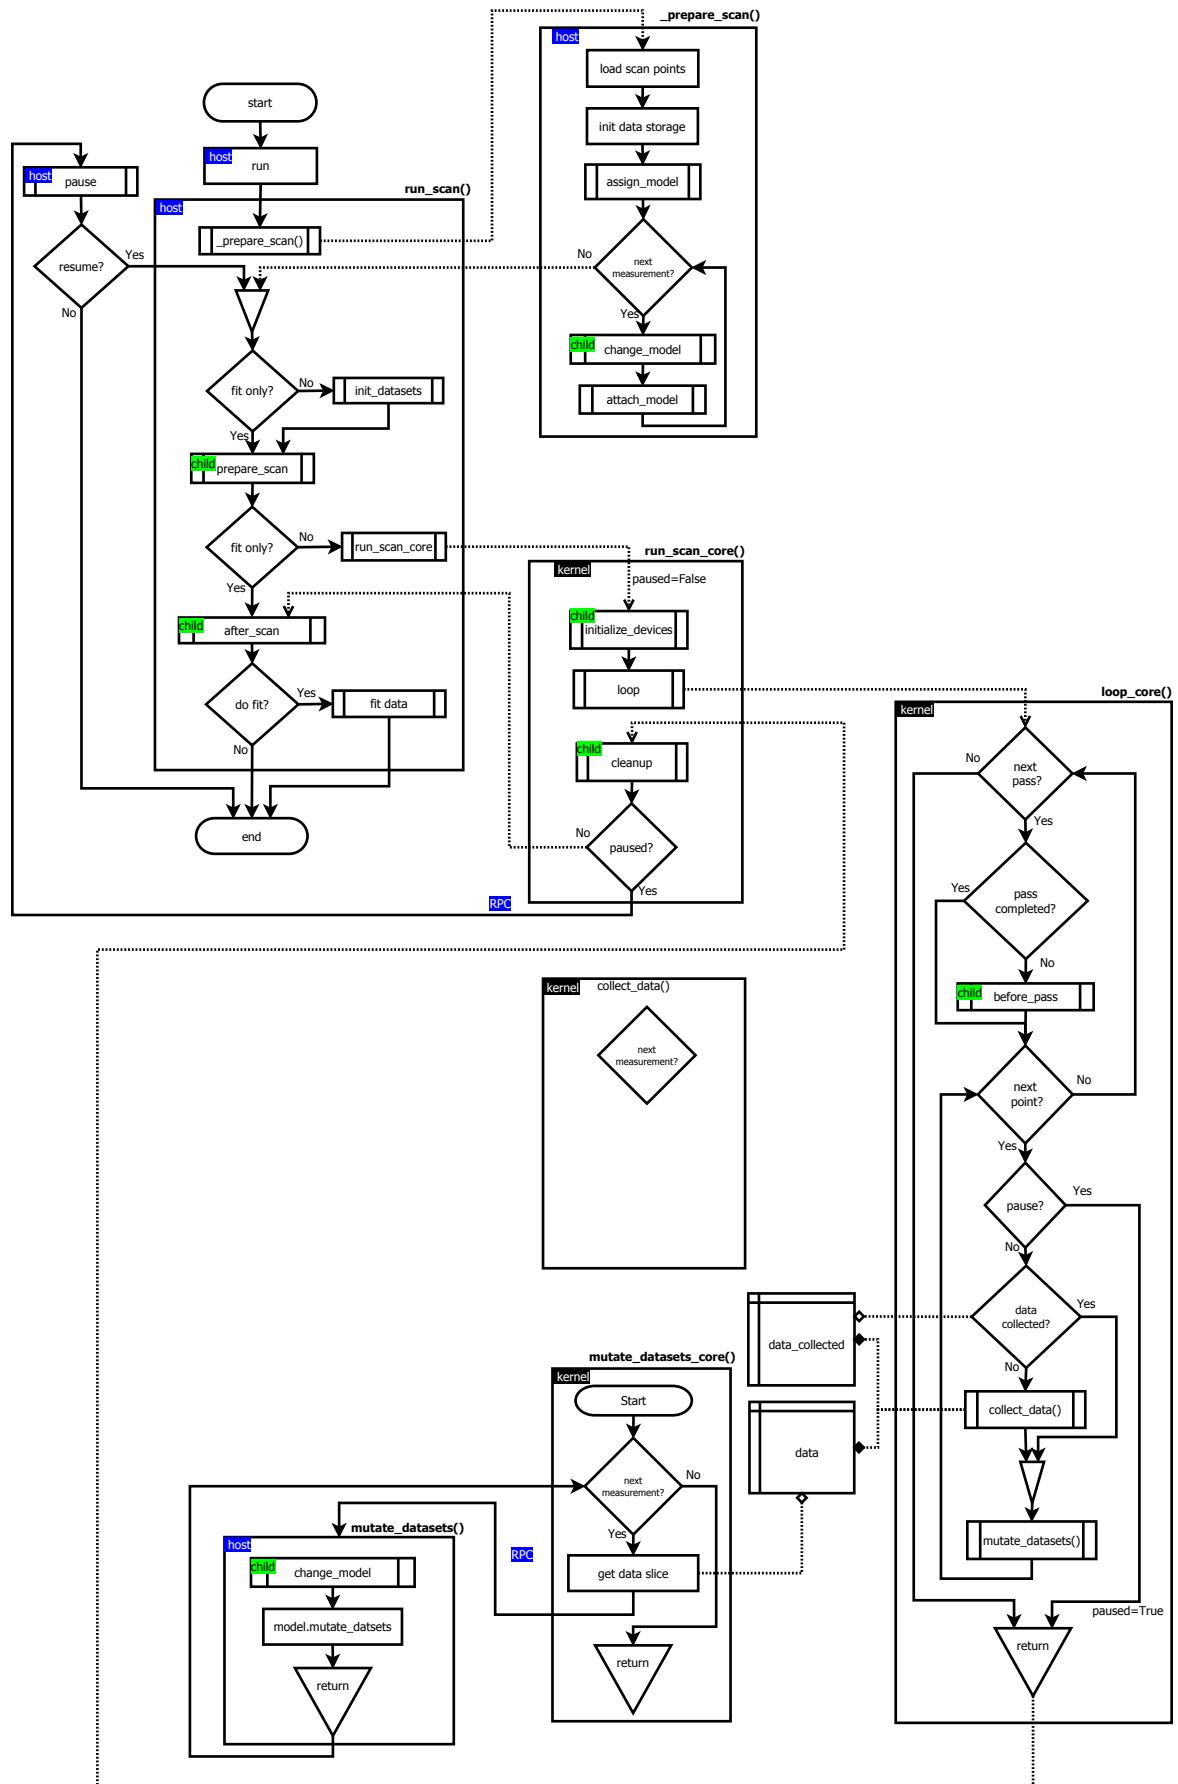 _prepare_scan()
host
load scan points
init data storage
assign_model
No
next
measurement?
Yes
child
change_model
attach_model
start
host
run
host
pause
resume?
Yes
No
run_scan()
host
_prepare_scan()
fit only?
No
init_datasets
Yes
child
prepare_scan
fit only?
No
run_scan_core
Yes
child
after_scan
do fit?
Yes
fit data
No
end
run_scan_core()
kernel
paused=False
child
initialize_devices
loop
child
cleanup
No
paused?
Yes
RPC
loop_core()
kernel
No
next
pass?
Yes
Yes
pass
completed?
No
child
before_pass
next
point?
No
Yes
pause?
Yes
No
data
collected?
Yes
No
collect_data()
mutate_datasets()
paused=True
return
kernel
collect_data()
next
measurement?
data_collected
data
mutate_datasets_core()
kernel
Start
next
measurement?
No
Yes
get data slice
return
RPC
mutate_datasets()
host
child
change_model
model.mutate_datsets
return